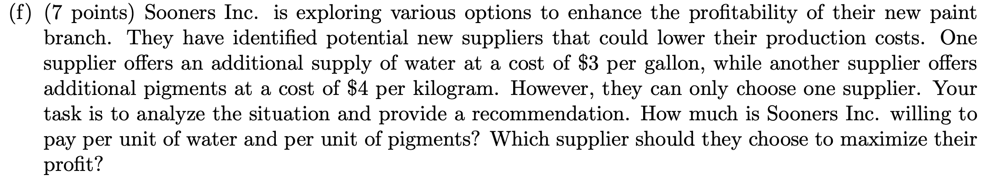 (f) (7 points) Sooners Inc. is exploring various options to enhance the profitability of their new paint
branch. They have identified potential new suppliers that could lower their production costs. One
supplier offers an additional supply of water at a cost of $3 per gallon, while another supplier offers
additional pigments at a cost of $4 per kilogram. However, they can only choose one supplier. Your
task is to analyze the situation and provide a recommendation. How much is Sooners Inc. willing to
pay per unit of water and per unit of pigments? Which supplier should they choose to maximize their
profit?